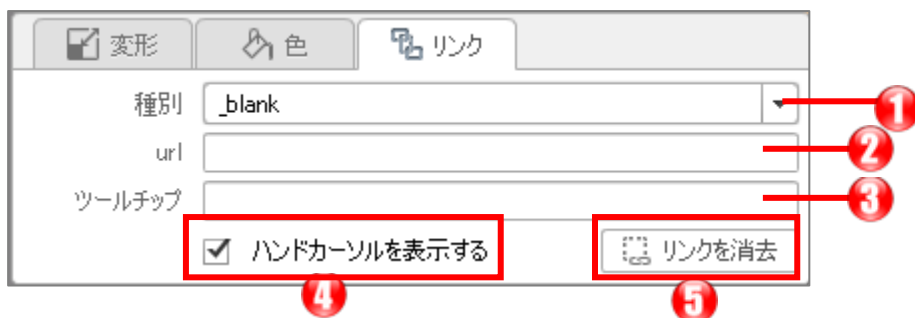 変形 色 リンク
種別 _blank 1
url 2
ツールチップ 3
ハンドカーソルを表示する リンクを消去
4 5